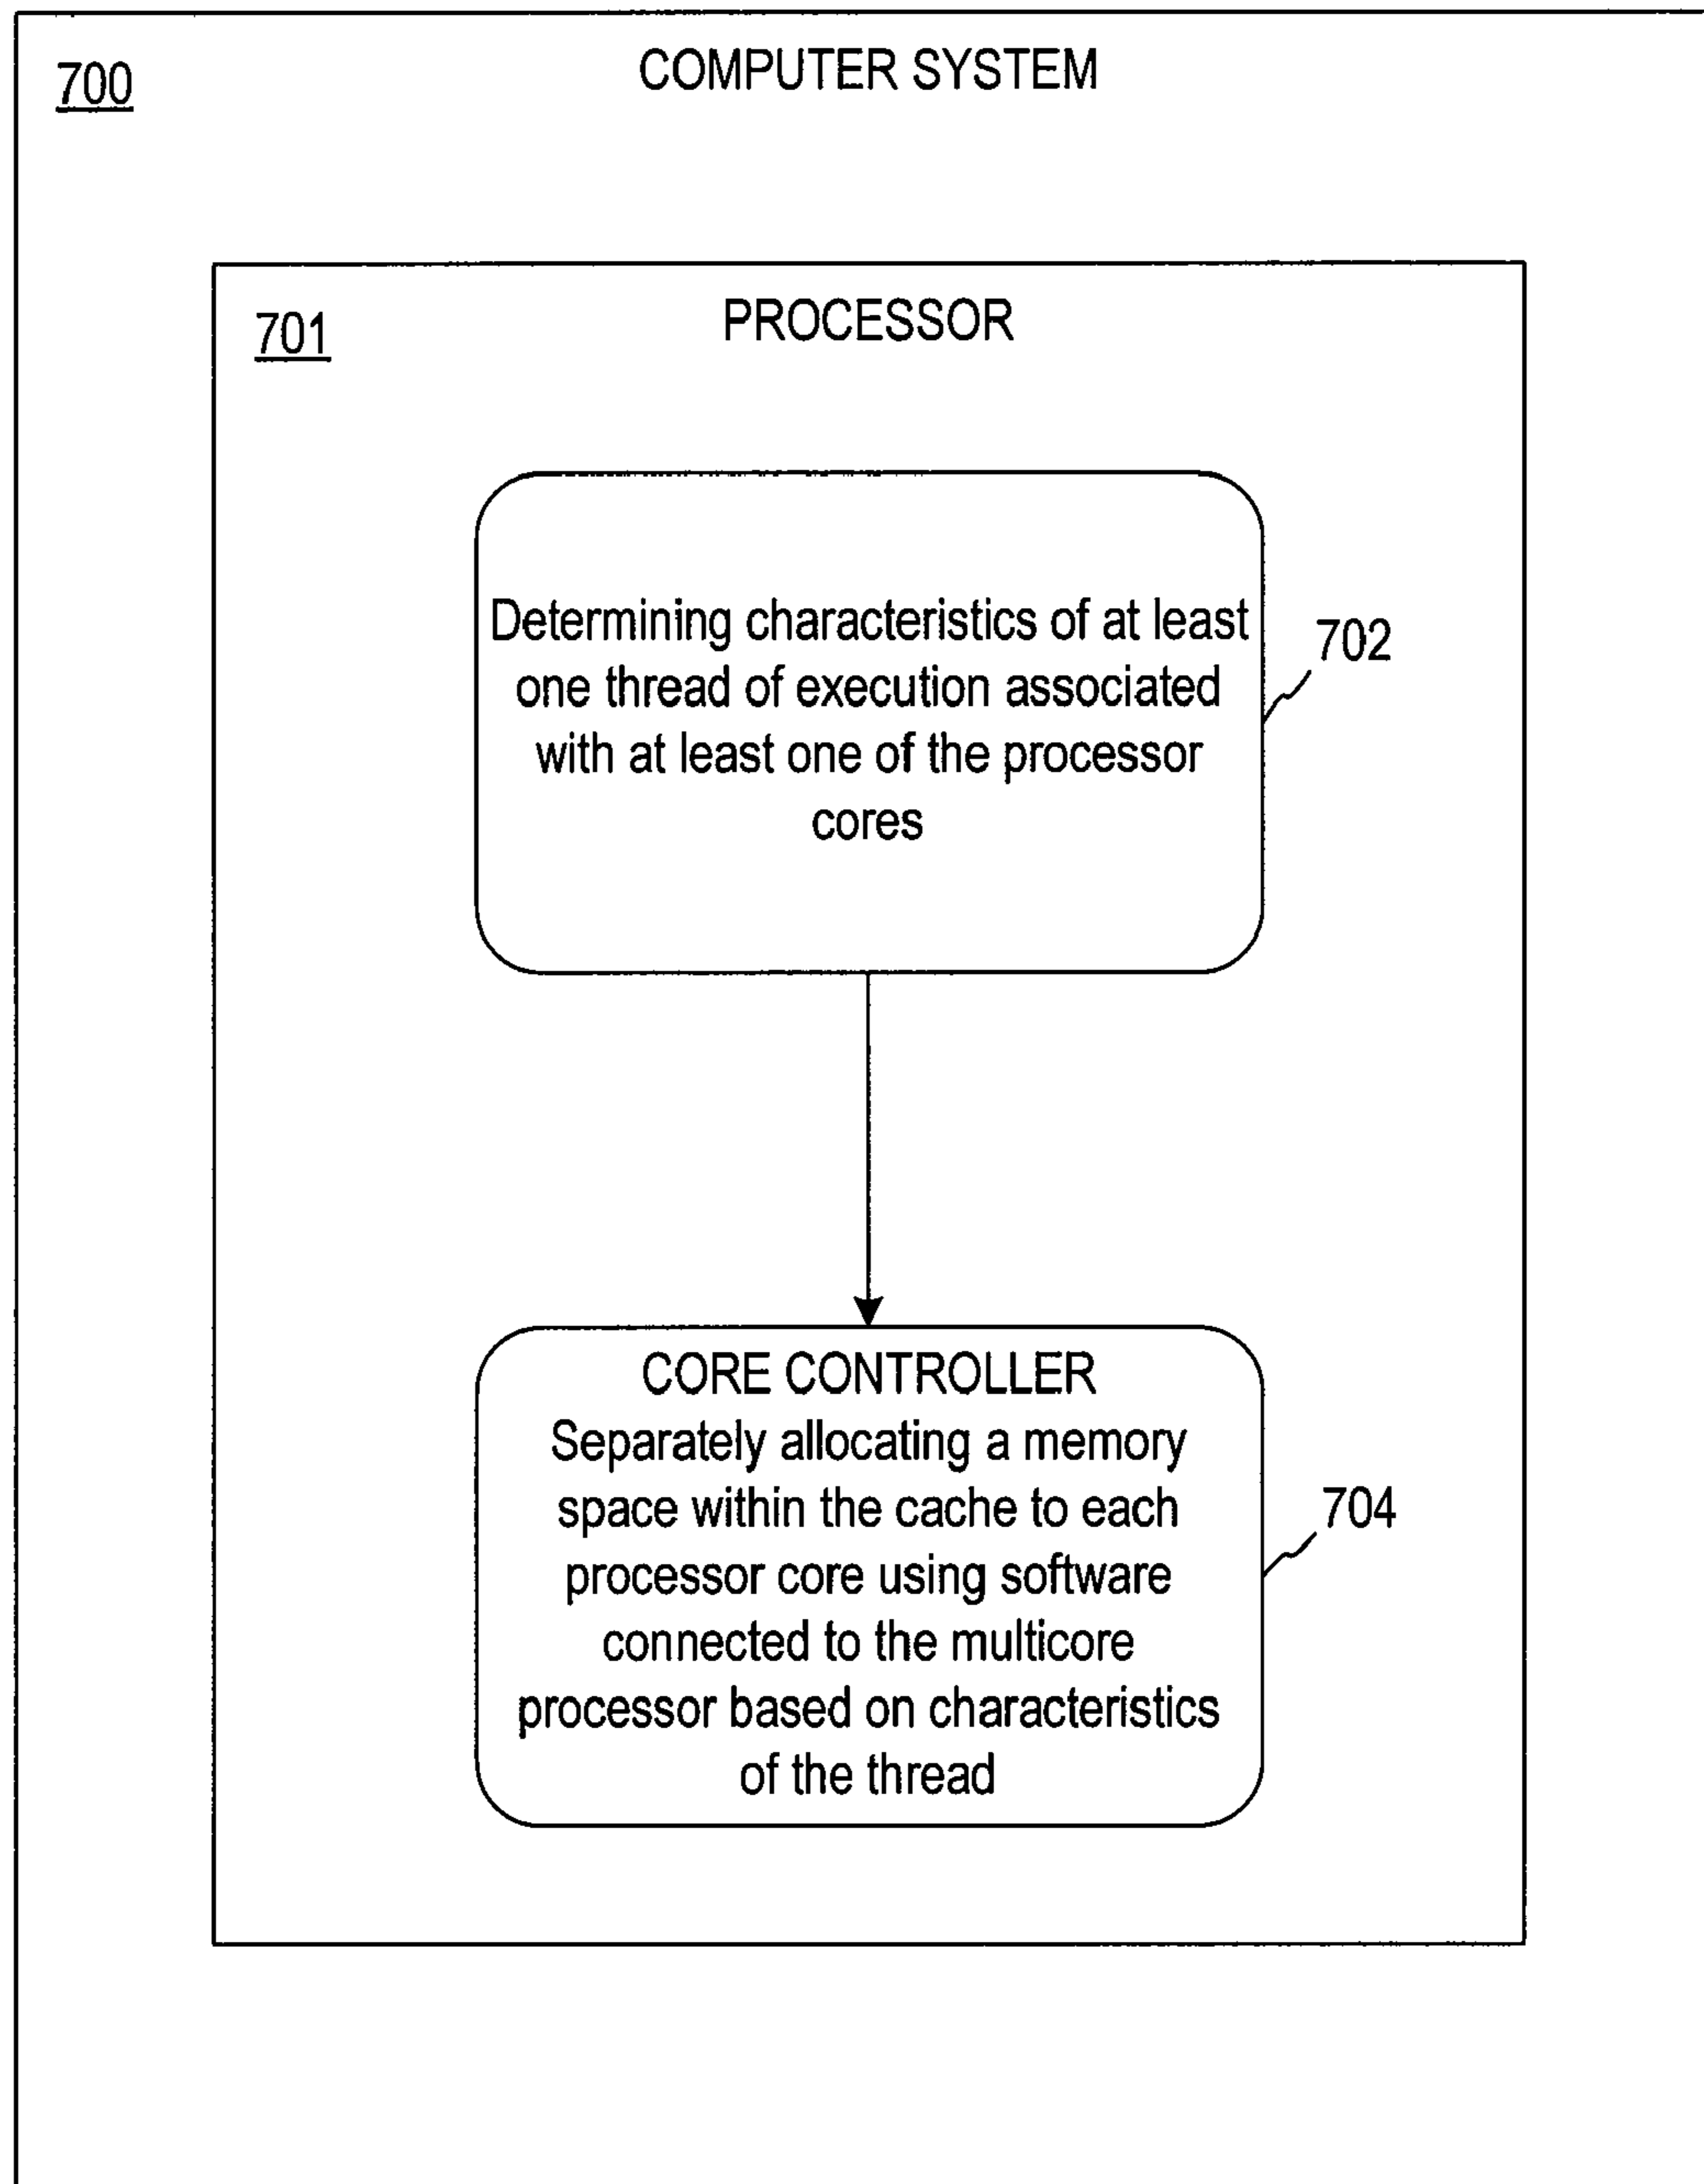 700
COMPUTER SYSTEM
701
PROCESSOR
Determining characteristics of at least
one thread of execution associated
with at least one of the processor
cores
702
CORE CONTROLLER
Separately allocating a memory
space within the cache to each
processor core using software
connected to the multicore
processor based on characteristics
of the thread
704